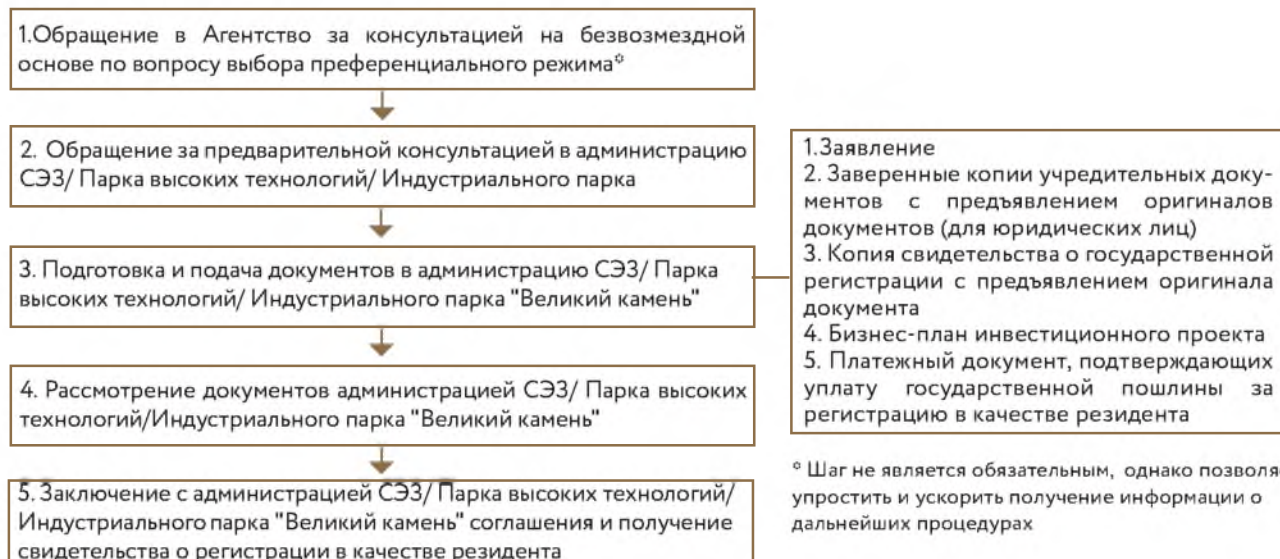 1.Обращение в Агентство за консультацией на безвозмездной
основе по вопросу выбора преференциального режима*
2. Обращение за предварительной консультацией в администрацию
СЭЗ/ Парка высоких технологий/ Индустриального парка
3. Подготовка и подача документов в администрацию СЭЗ/ Парка
высоких технологий/ Индустриального парка "Великий камень"
4. Рассмотрение документов администрацией СЭЗ/ Парка высоких
технологий/Индустриального парка "Великий камень"
5. Заключение с администрацией СЭЗ/ Парка высоких технологий/
Индустриального парка "Великий камень" соглашения и получение
свидетельства о регистрации в качестве резидента
1.Заявление
2. Заверенные копии учредительных доку-
ментов с предъявлением оригиналов
документов (для юридических лиц)
3. Копия свидетельства о государственной
регистрации с предъявлением оригинала
документа
4. Бизнес-план инвестиционного проекта
5. Платежный документ, подтверждающих
уплату государственной пошлины за
регистрацию в качестве резидента
* Шаг не является обязательным, однако
упростить и ускорить получение информации о
дальнейших процедурах